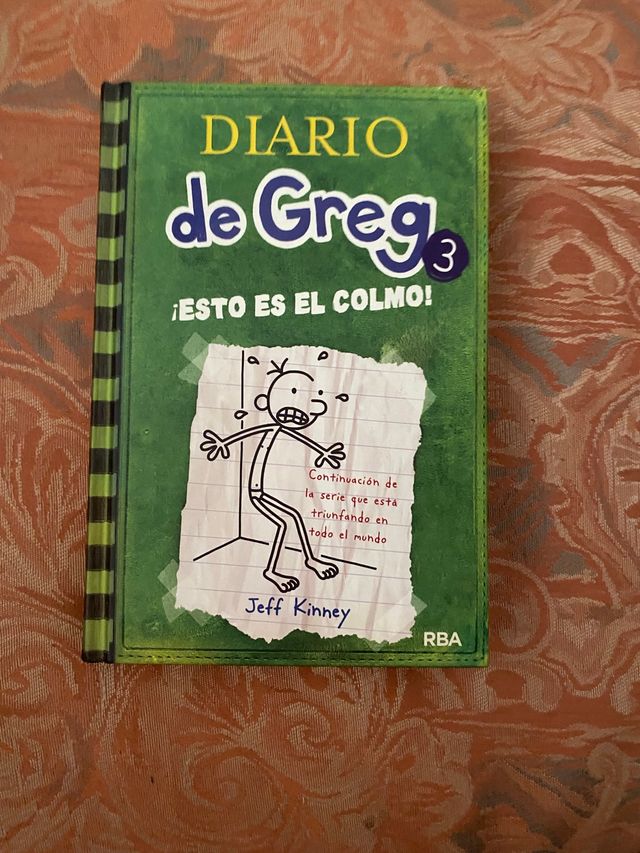 DIARIO
de Greg
3
¡ESTO ES EL COLMO!
Continuación de
la serie que está
triunfando en
todo el mundo
Jeff Kinney
RBA